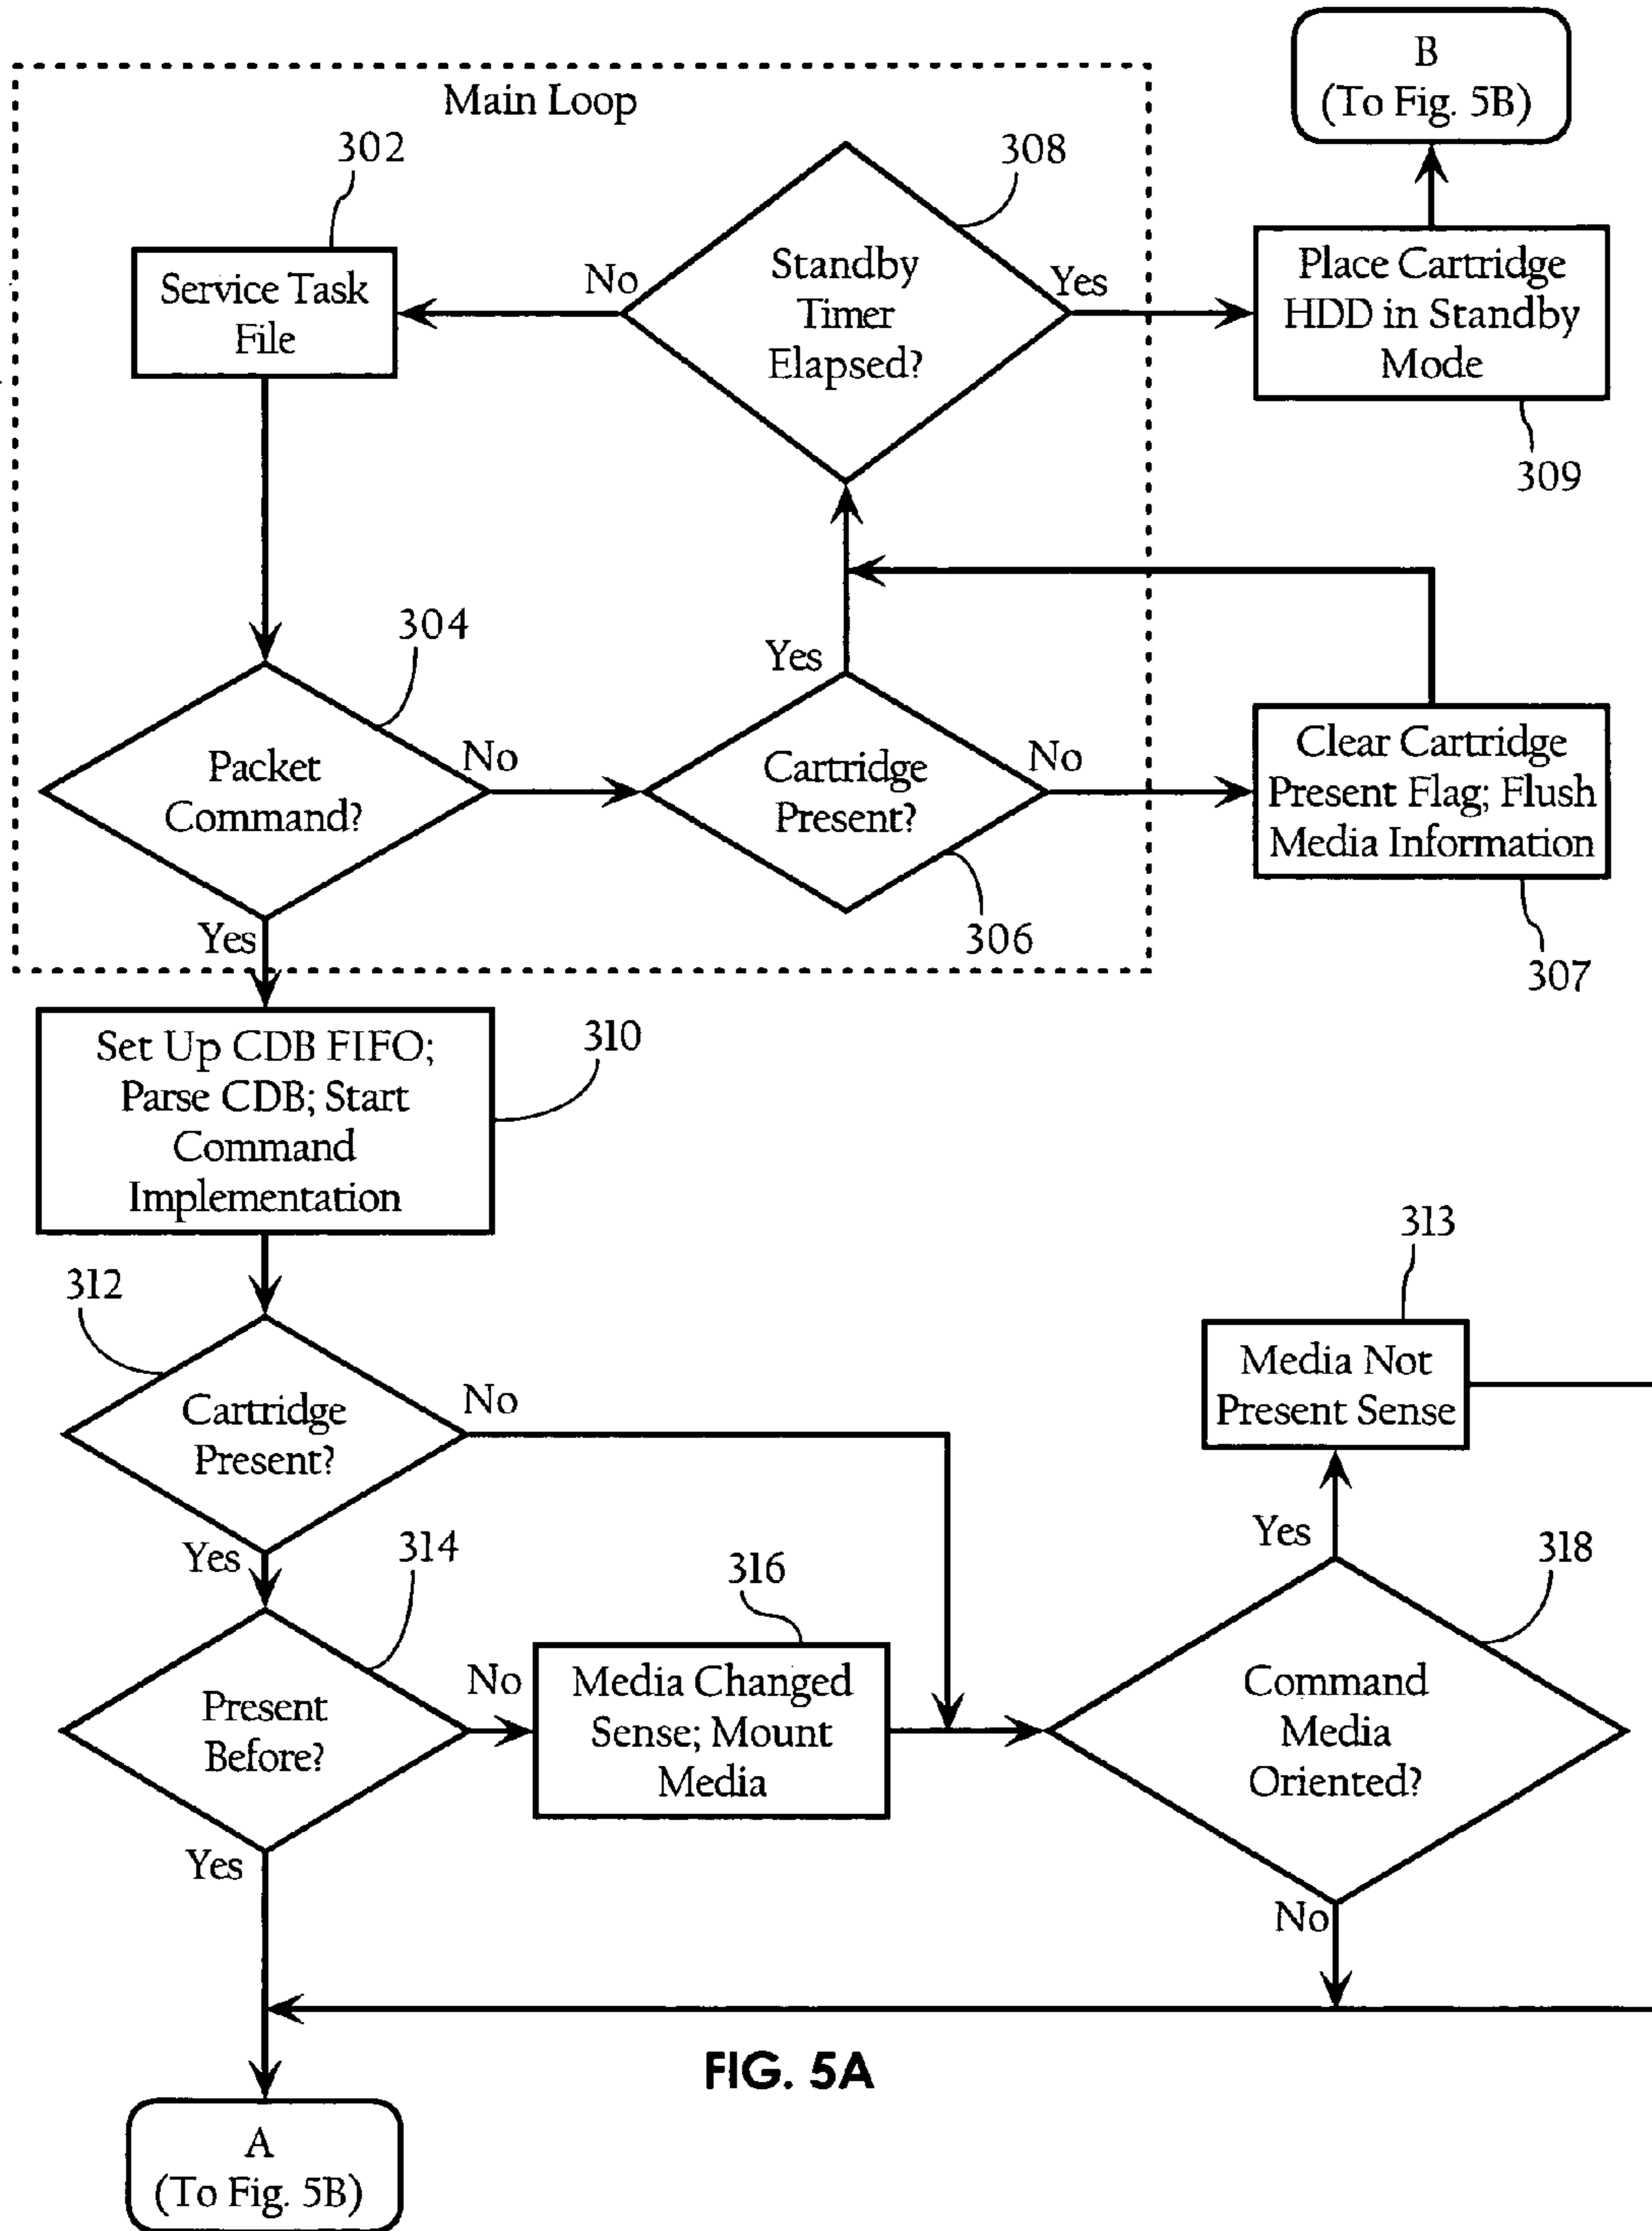 B
(To Fig. 5B)
Main Loop
302
308
Service Task
File
No
Standby
Timer
Elapsed?
Yes
Place Cartridge
HDD in Standby
Mode
309
304
Yes
Packet
Command?
No
Cartridge
Present?
No
Clear Cartridge
Present Flag; Flush
Media Information
Yes
306
307
Set Up CDB FIFO;
Parse CDB; Start
Command
Implementation
310
312
313
Cartridge
Present?
No
Media Not
Present Sense
Yes
314
316
Yes
318
Present
Before?
No
Media Changed
Sense; Mount
Media
Command
Media
Oriented?
Yes
No
FIG. 5A
A
(To Fig. 5B)